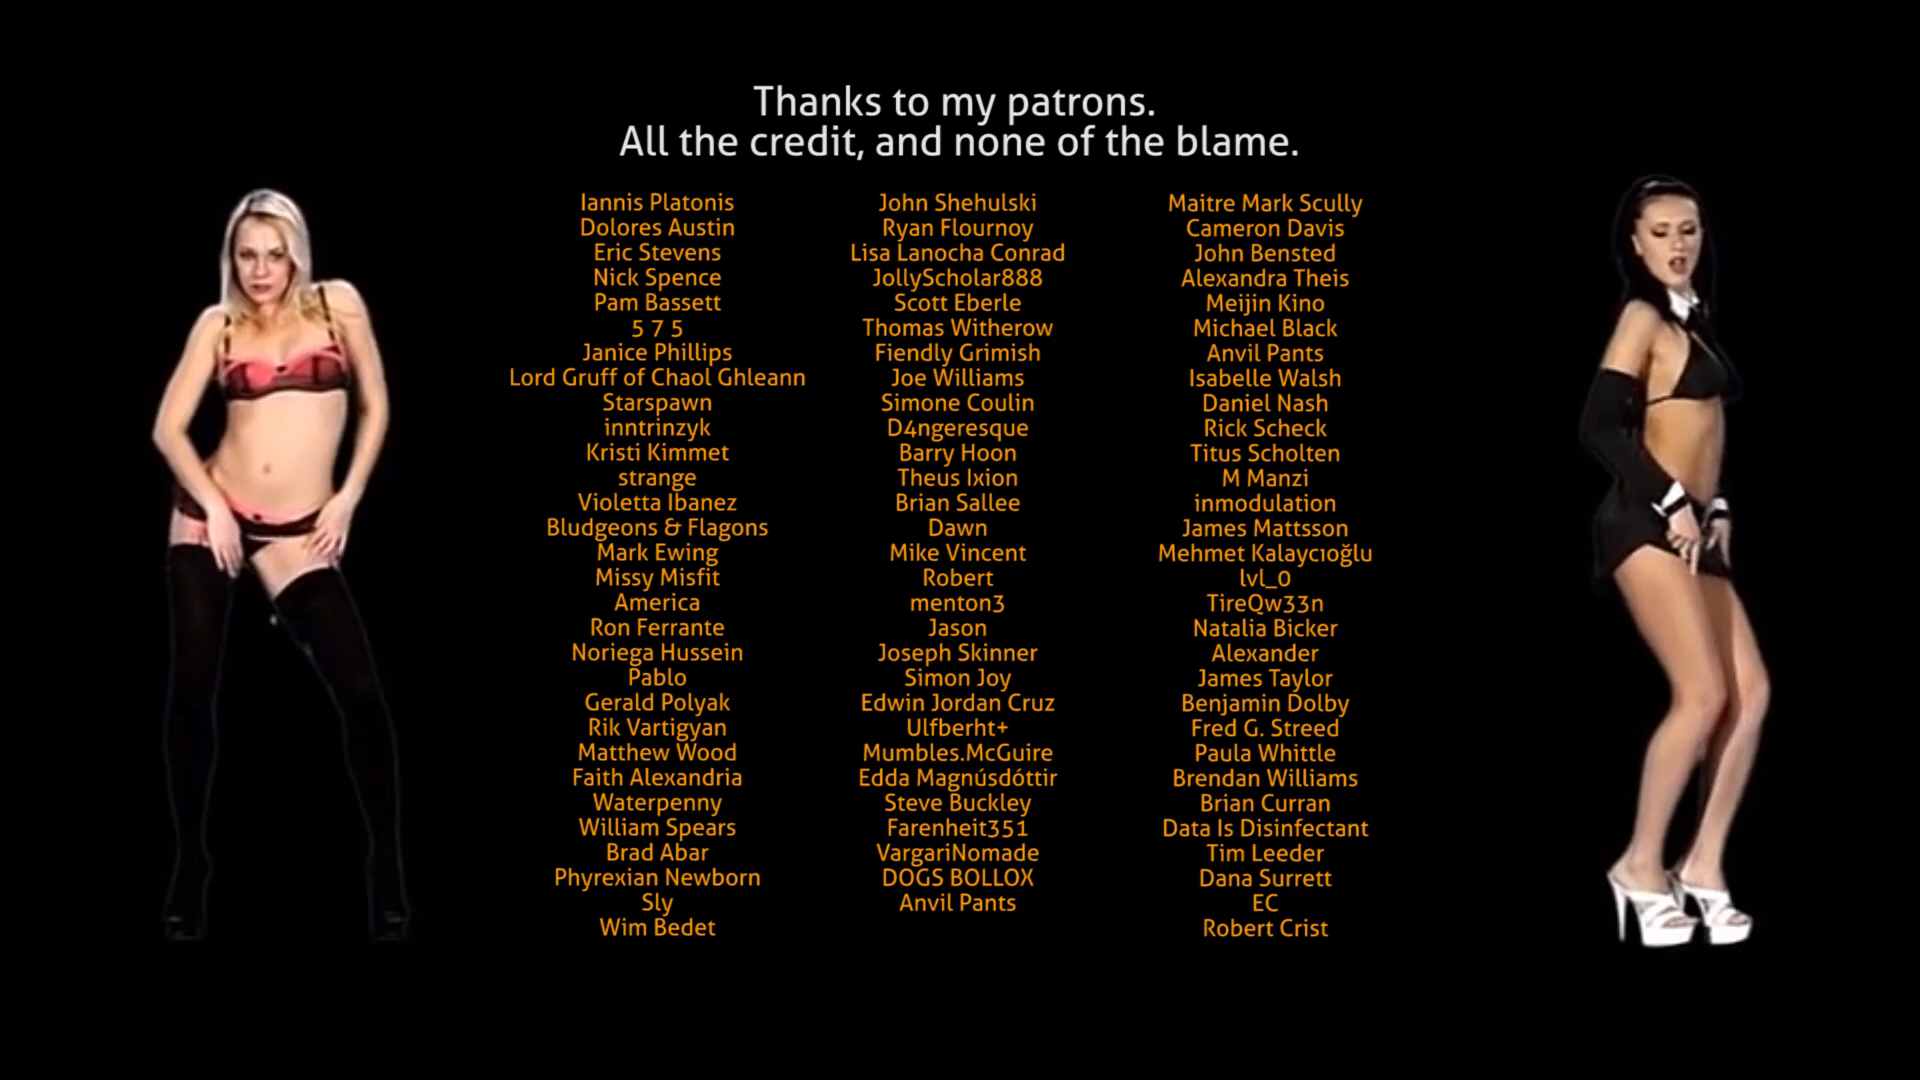 Thanks to my patrons.
All the credit, and none of the blame.
Iannis Platonis
Dolores Austin
Eric Stevens
Nick Spence
Pam Bassett
5 7 5
Janice Phillips
Lord Gruff of Chaol Ghleann
Starspawn
inntrinzyk
Kristi Kimmet
strange
Violetta Ibanez
Bludgeons & Flagons
Mark Ewing
Missy Misfit
America
Ron Ferrante
Noriega Hussein
Pablo
Gerald Polyak
Rik Vartigyan
Matthew Wood
Faith Alexandria
Waterpenny
William Spears
Brad Abar
Phyrexian Newborn
Sly
Wim Bedet
John Shehulski
Ryan Flournoy
Lisa Lanocha Conrad
JollyScholar888
Scott Eberle
Thomas Witherow
Fiendly Grimish
Joe Williams
Simone Coulin
D4ngeresque
Barry Hoon
Theus Ixion
Brian Sallee
Dawn
Mike Vincent
Robert
menton3
Jason
Joseph Skinner
Simon Joy
Edwin Jordan Cruz
Ulfberht+
Mumbles.McGuire
Edda Magnúsdóttir
Steve Buckley
Farenheit351
VargariNomade
DOGS BOLLOX
Anvil Pants
Maitre Mark Scully
Cameron Davis
John Bensted
Alexandra Theis
Meijin Kino
Michael Black
Anvil Pants
Isabelle Walsh
Daniel Nash
Rick Scheck
Titus Scholten
M Manzi
inmodulation
James Mattsson
Mehmet Kalaycıoğlu
lvl_0
TireQw33n
Natalia Bicker
Alexander
James Taylor
Benjamin Dolby
Fred G. Streed
Paula Whittle
Brendan Williams
Brian Curran
Data Is Disinfectant
Tim Leeder
Dana Surrett
EC
Robert Crist